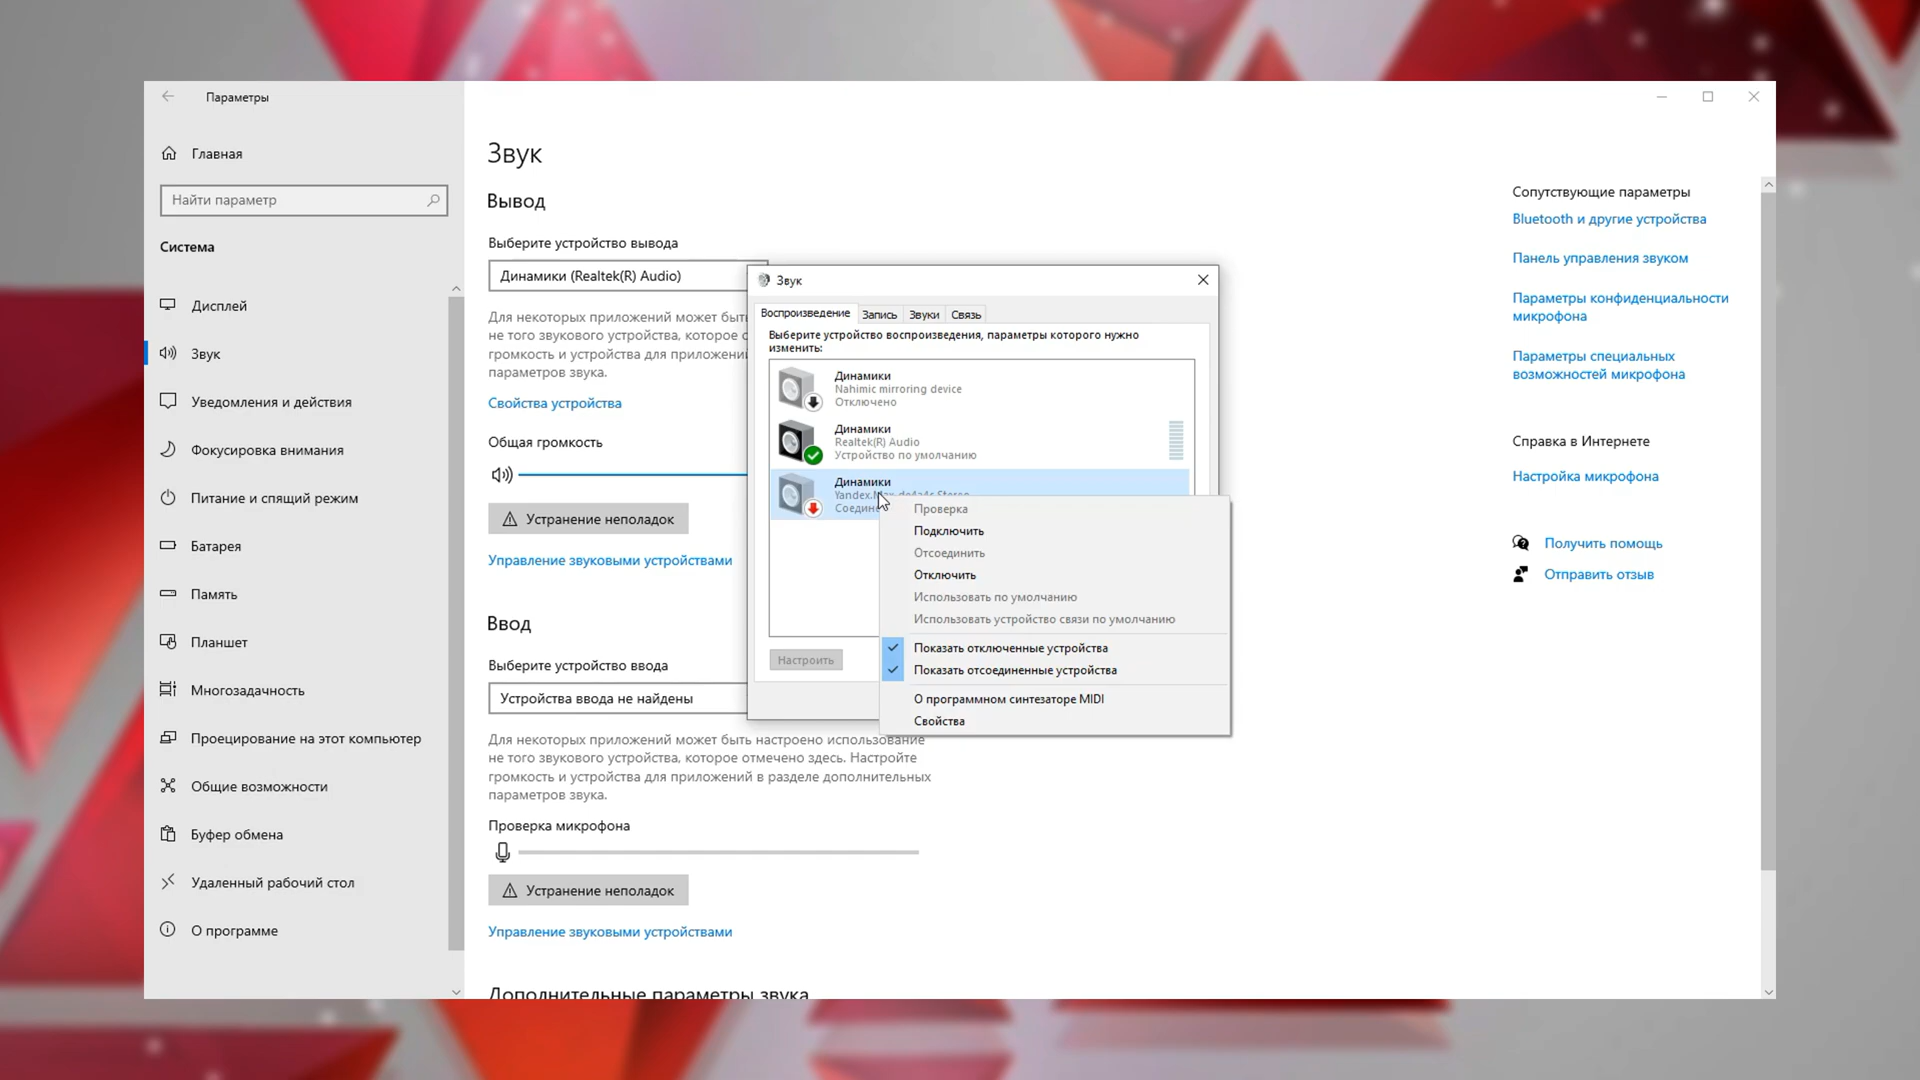 Параметры
Главная
Найти параметр
Система
Дисплей
Звук
Уведомления и действия
Фокусировка внимания
Питание и спящий режим
Батарея
Память
Планшет
Многозадачность
Проецирование на этот компьютер
Общие возможности
Буфер обмена
Удаленный рабочий стол
О программе
Звук
Вывод
Выберите устройство вывода
Динамики (Realtek(R) Audio)
Для некоторых приложений может быть
не того звукового устройства, которое о
громкость и устройства для приложений
параметров звука.
Свойства устройства
Общая громкость
Устранение неполадок
Управление звуковыми устройствами
Ввод
Выберите устройство ввода
Устройства ввода не найдены
Для некоторых приложений может быть настроено использование
не того звукового устройства, которое отмечено здесь. Настройте
громкость и устройства для приложений в разделе дополнительных
параметров звука.
Проверка микрофона
Устранение неполадок
Управление звуковыми устройствами
Дополнительные параметры звука
Звук
Воспроизведение Запись Звуки Связь
Выберите устройство воспроизведения, параметры которого нужно
изменить:
Динамики
Nahimic mirroring device
Отключено
Динамики
Realtek(R) Audio
Устройство по умолчанию
Динамики
Stereo
Настроить
Проверка
Подключить
Отсоединить
Отключить
Использовать по умолчанию
Использовать устройство связи по умолчанию
Показать отключенные устройства
Показать отсоединенные устройства
О программном синтезаторе MIDI
Свойства
Сопутствующие параметры
Bluetooth и другие устройства
Панель управления звуком
Параметры конфиденциальности
микрофона
Параметры специальных
возможностей микрофона
Справка в Интернете
Настройка микрофона
Получить помощь
Отправить отзыв